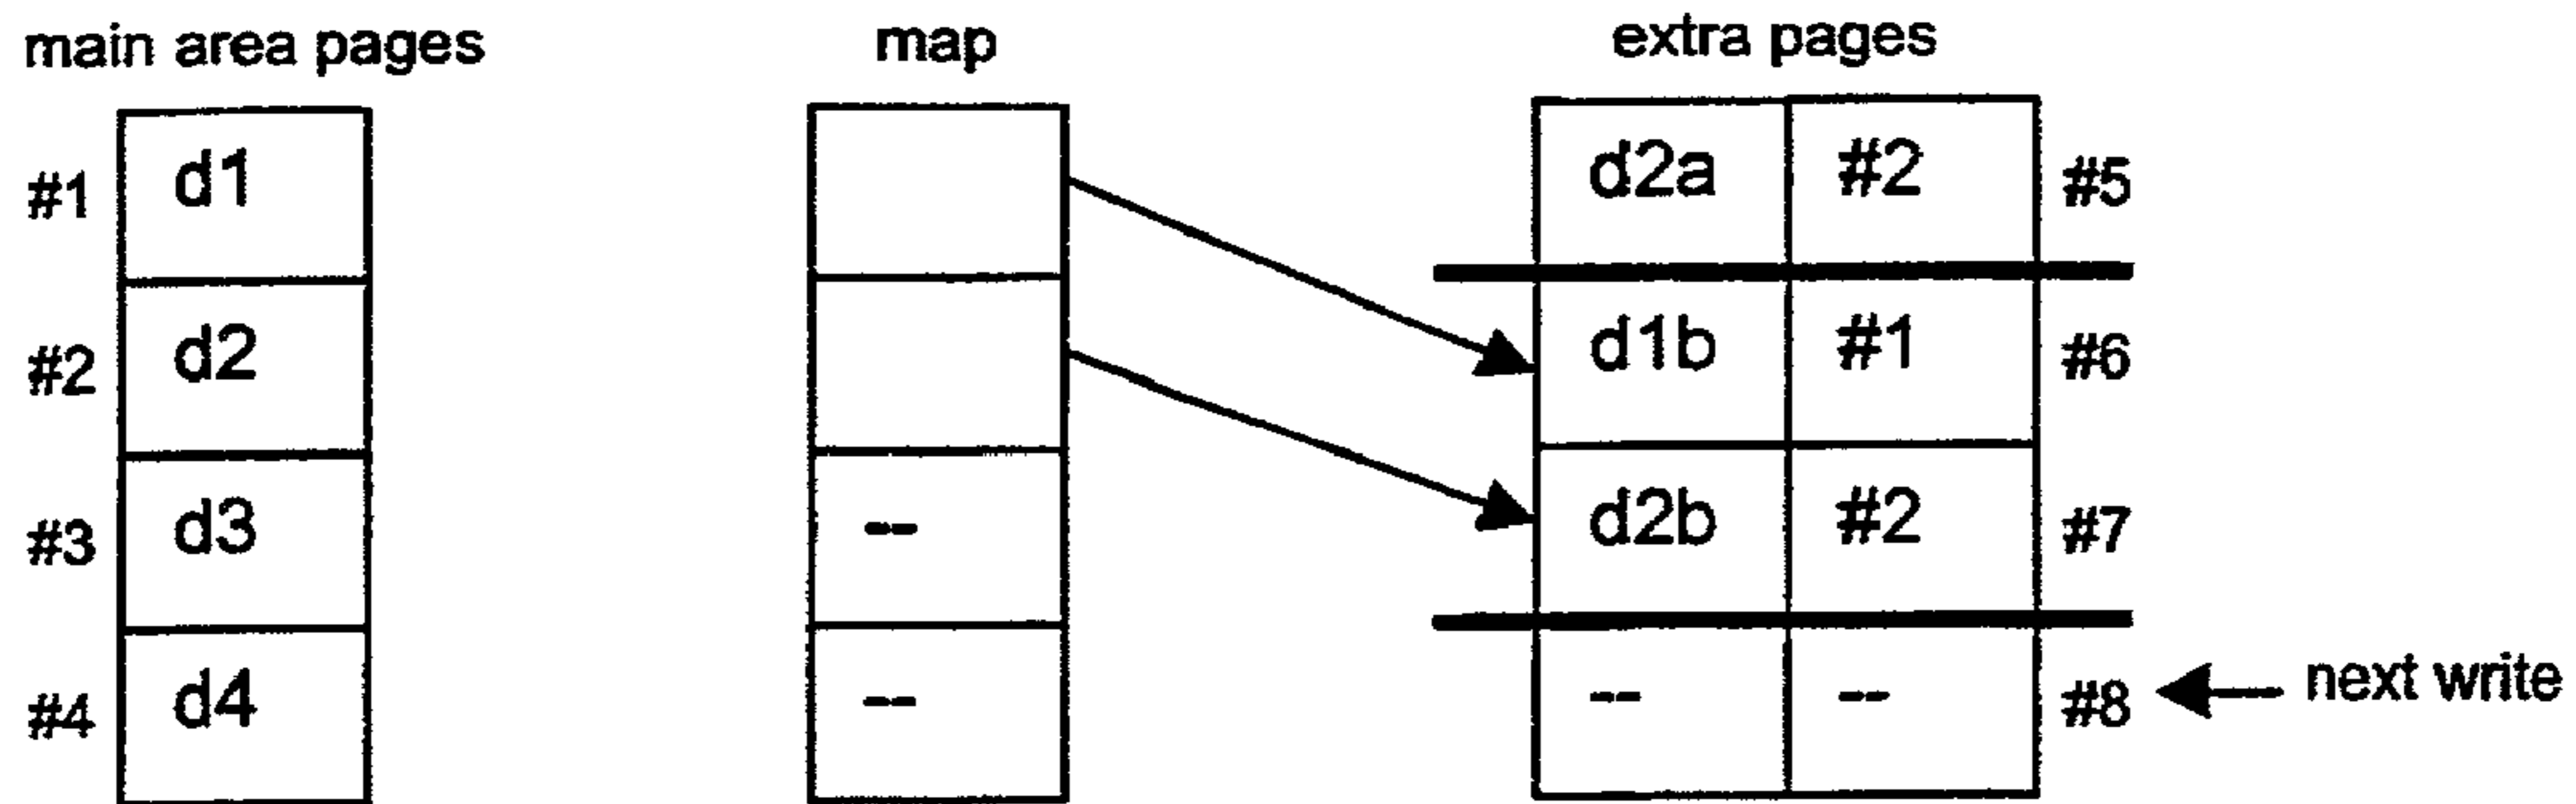 main area pages map extra pages
#1 d1 d2a #2 #5
#2 d2 d1b #1 #6
#3 d3 -- d2b #2 #7
#4 d4 -- -- -- #8 next write